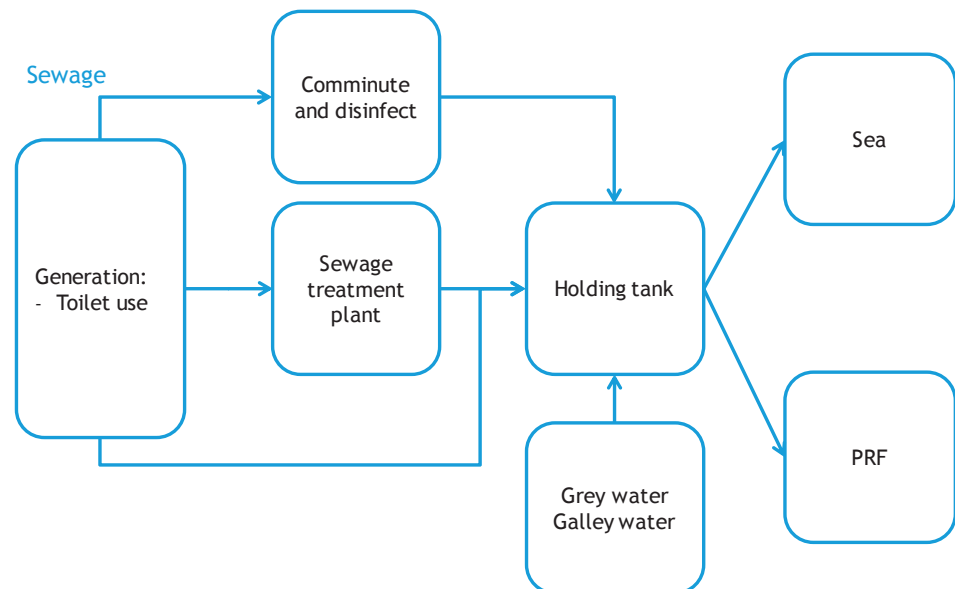 Sewage
Comminute
and disinfect
Sea
Generation:
- Toilet use
Sewage
treatment
plant
Holding tank
Grey water
Galley water
PRF